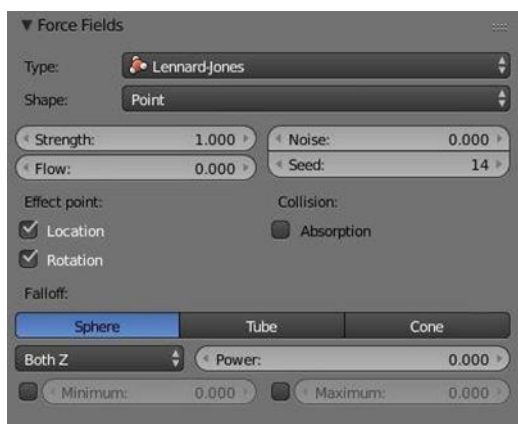 Force Fields
Type: Lennard-Jones
Shape: Point
Strength: 1.000 Noise: 0.000
Flow: 0.000 Seed: 14
Effect point: Collision:
Location Absorption
Rotation
Falloff:
Sphere Tube Cone
Both Z Power: 0.000
Minimum: 0.000 Maximum: 0.000